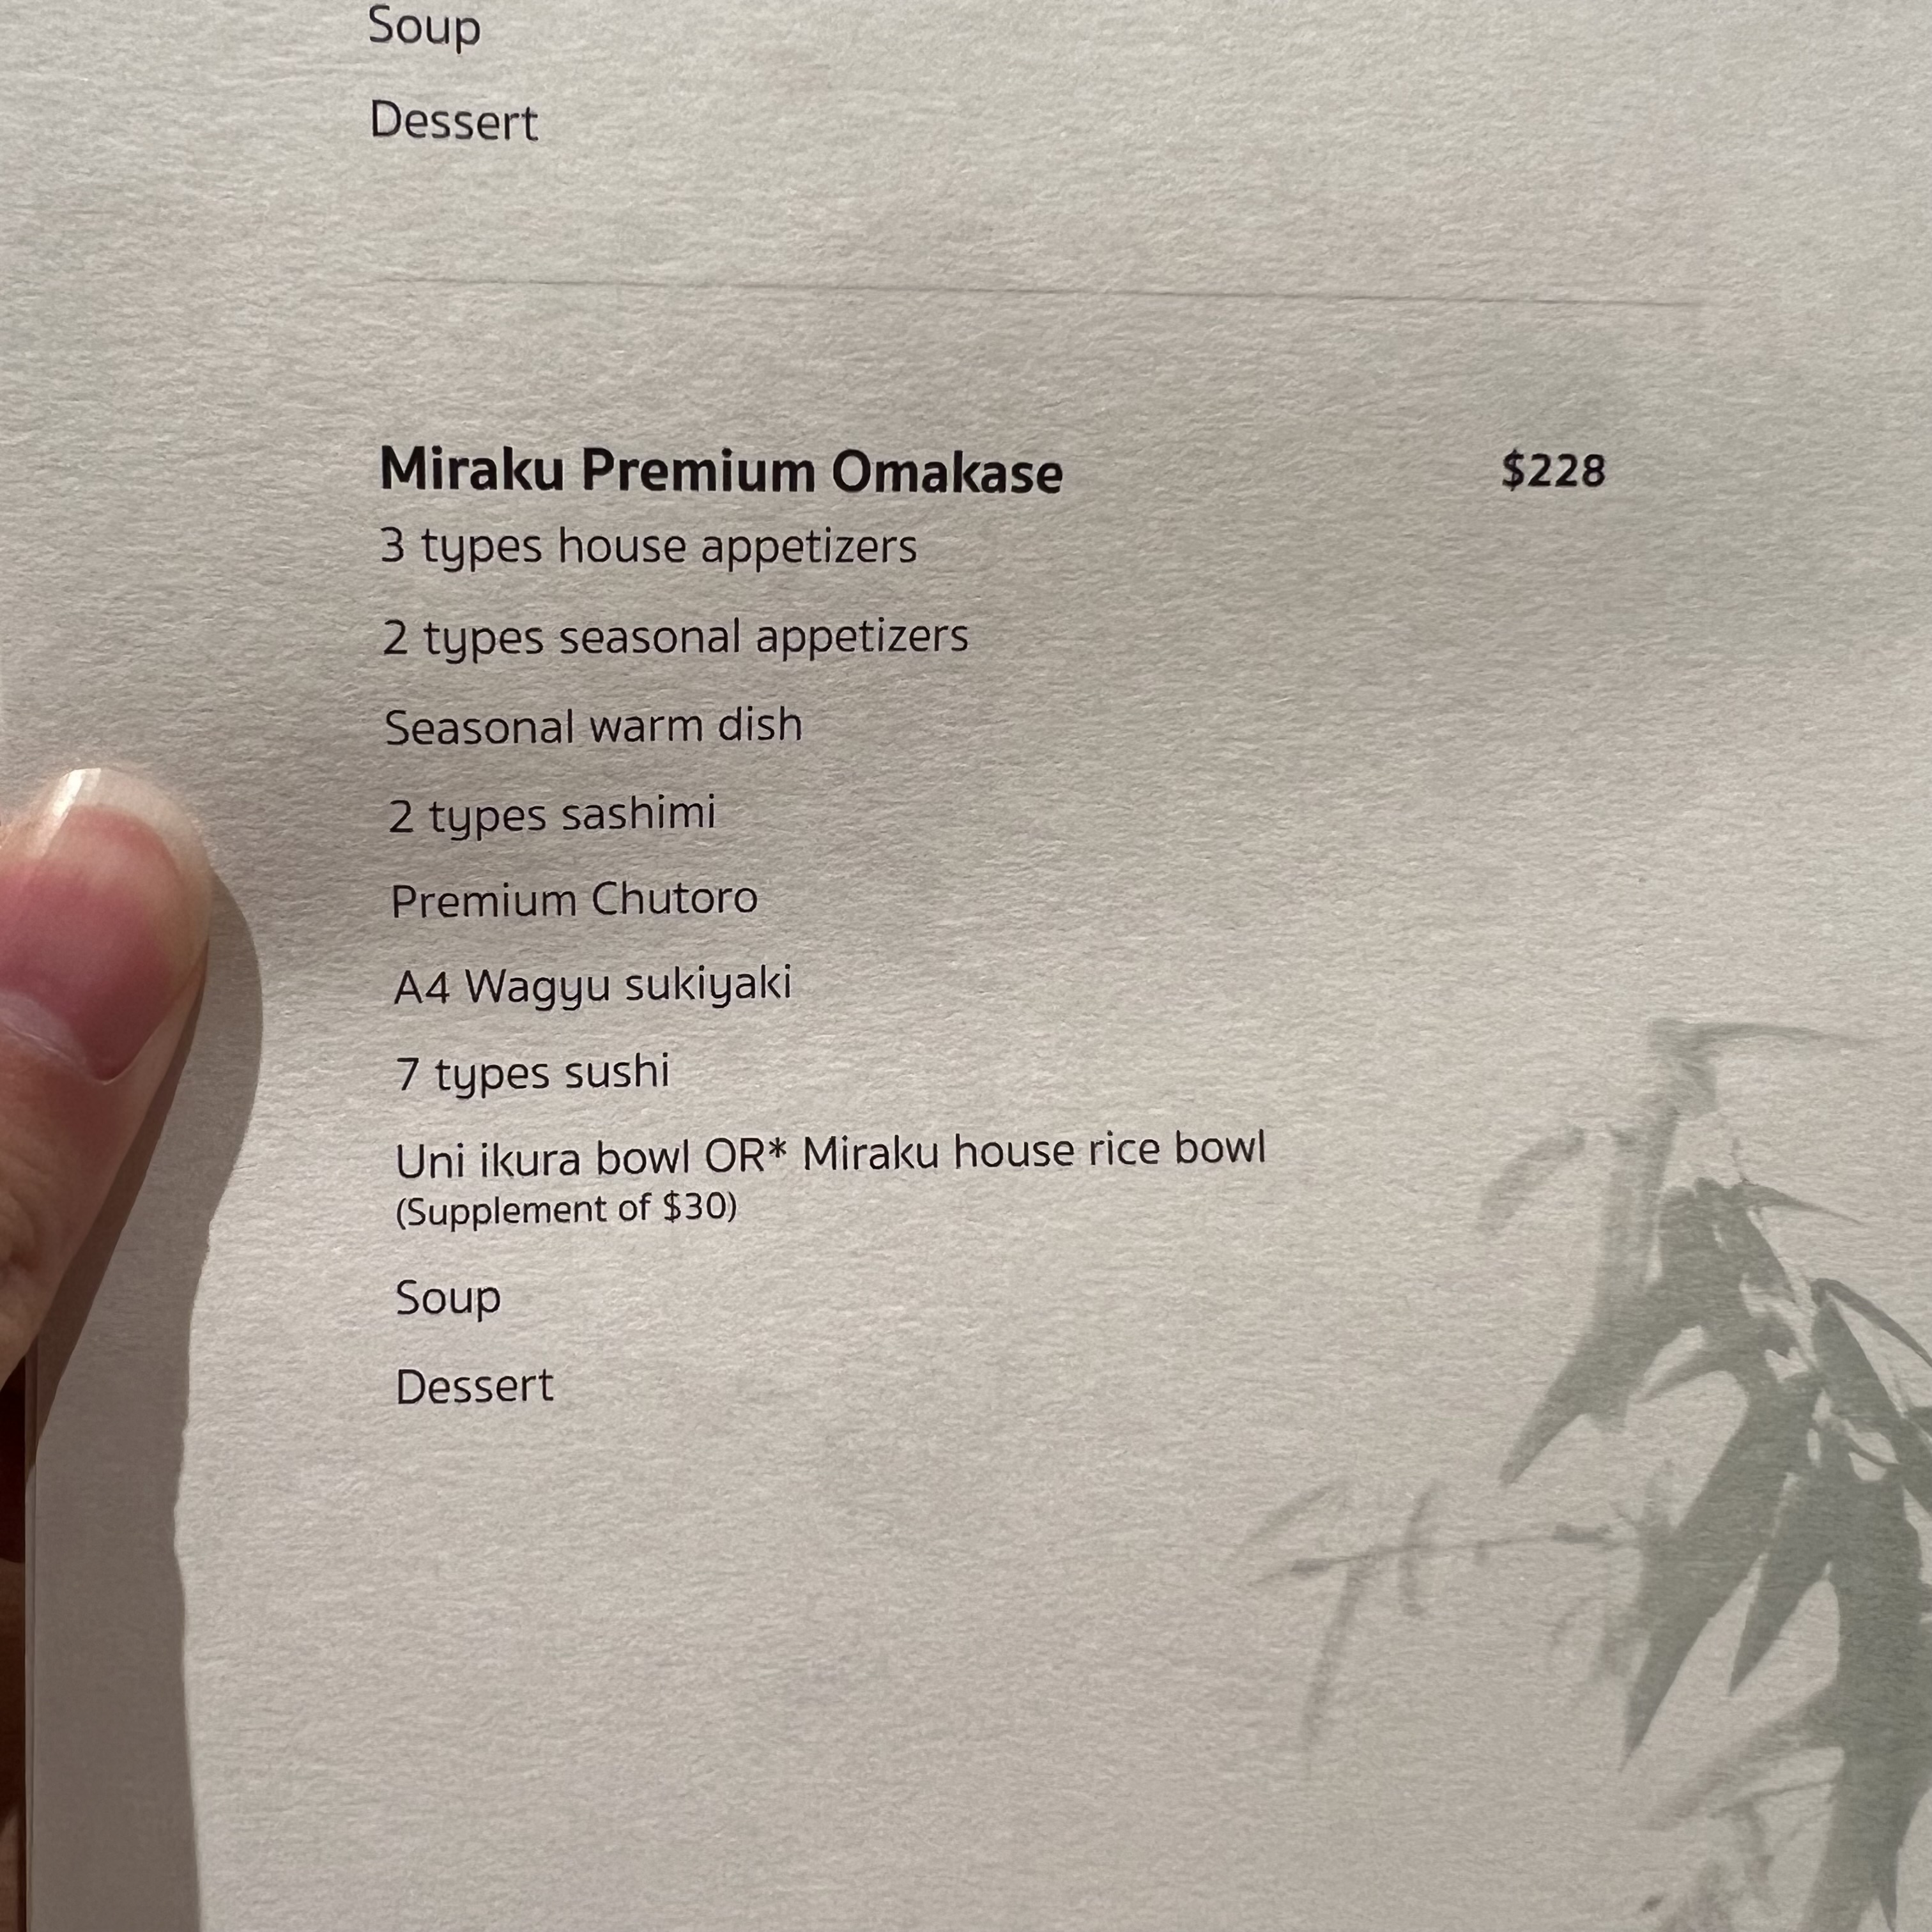 Soup
Dessert
Miraku Premium Omakase $228
3 types house appetizers
2 types seasonal appetizers
Seasonal warm dish
2 types sashimi
Premium Chutoro
A4 Wagyu sukiyaki
7 types sushi
Uni ikura bowl OR* Miraku house rice bowl
(Supplement of $30)
Soup
Dessert